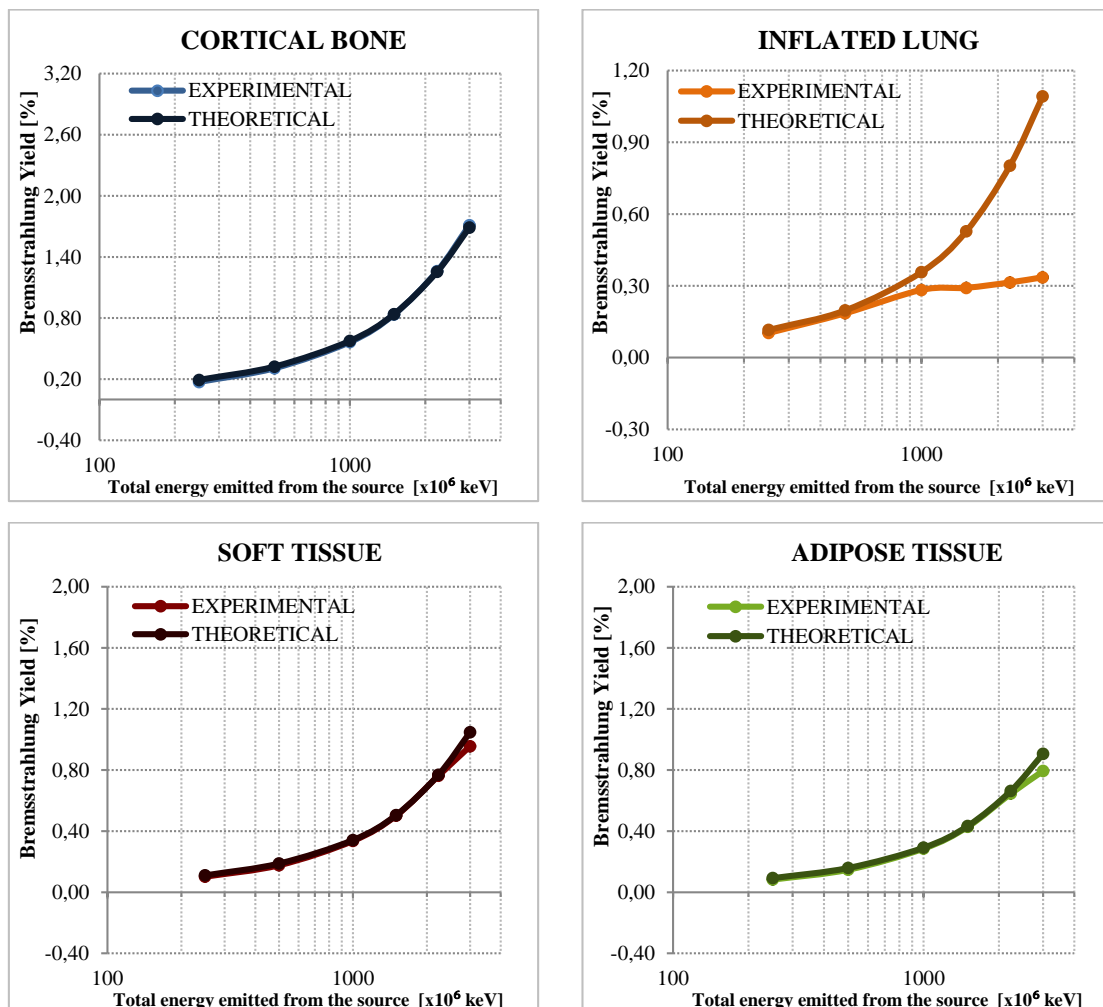 CORTICAL BONE
Bremsstrahlung Yield [%]
3,20
2,60
2,00
1,40
0,80
0,20
-0,40
EXPERIMENTAL
THEORETICAL
100
1000
Total energy emitted from the source [x10⁶ keV]
INFLATED LUNG
Bremsstrahlung Yield [%]
1,20
0,90
0,60
0,30
0,00
-0,30
EXPERIMENTAL
THEORETICAL
100
1000
Total energy emitted from the source [x10⁶ keV]
SOFT TISSUE
Bremsstrahlung Yield [%]
2,00
1,60
1,20
0,80
0,40
0,00
-0,40
EXPERIMENTAL
THEORETICAL
100
1000
Total energy emitted from the source [x10⁶ keV]
ADIPOSE TISSUE
Bremsstrahlung Yield [%]
2,00
1,60
1,20
0,80
0,40
0,00
-0,40
EXPERIMENTAL
THEORETICAL
100
1000
Total energy emitted from the source [x10⁶ keV]